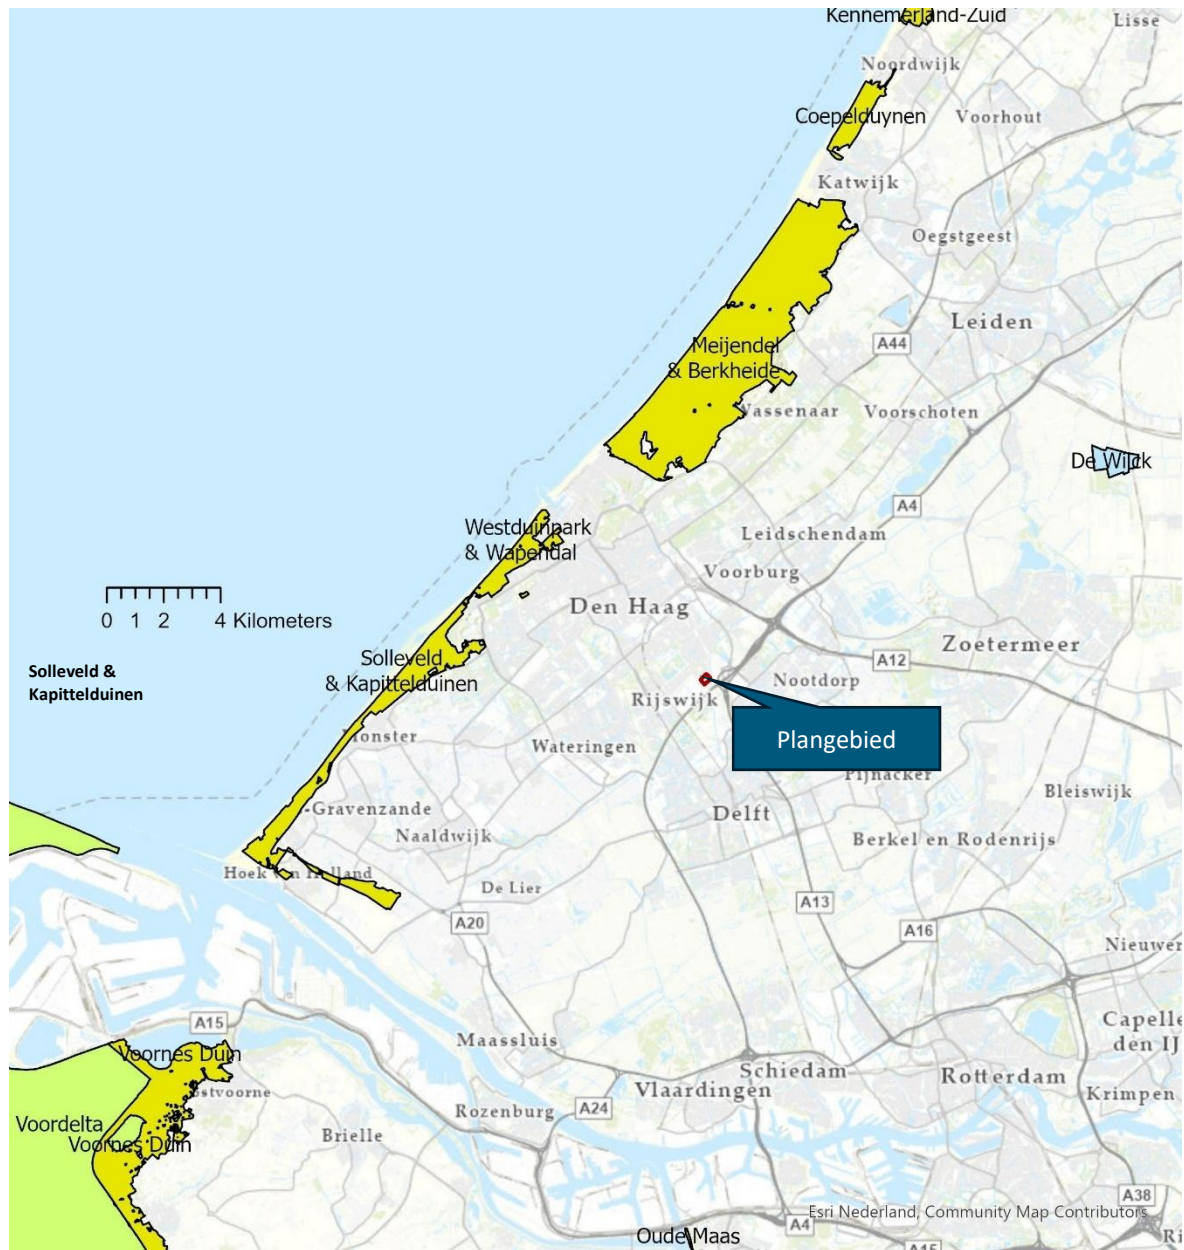 Kennemerland-Zuid
Lisse
Noordwijk
Coepelduynen
Voorhout
Katwijk
Oegstgeest
Leiden
A44
Meijendel
& Berkheide
Wassenaar
Voorschoten
De Wilck
A4
Westduinpark
& Wapendal
Leidschendam
Voorburg
Den Haag
0 1 2 4 Kilometers
Zoetermeer
A12
Solleveld
& Kapittelduinen
Solleveld &
Kapittelduinen
Nootdorp
Rijswijk
Plangebied
Monster
Wateringen
Pijnacker
Bleiswijk
-Gravenzande
Delft
Naaldwijk
Berkel en Rodenrijs
Hoek van Holland
De Lier
A13
A20
A16
Nieuwer
A15
Capelle
den IJ
Maassluis
Voornes Duin
Schiedam
Rotterdam
Vlaardingen
Krimpen
ostvoorne
Voordelta
Rozenburg
A24
Voornes Duin
Brielle
A38
Esri Nederland, Community Map Contributors
Oude Maas
A4
A15
Ri